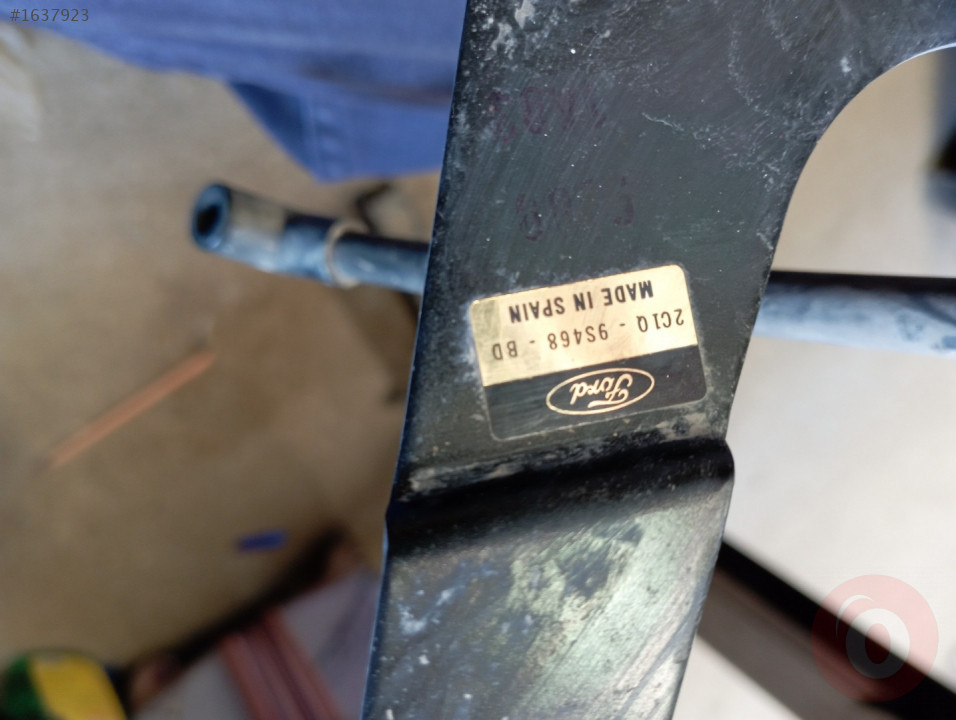 #1637923
Ford
2C1Q - 9S468 - BD
MADE IN SPAIN